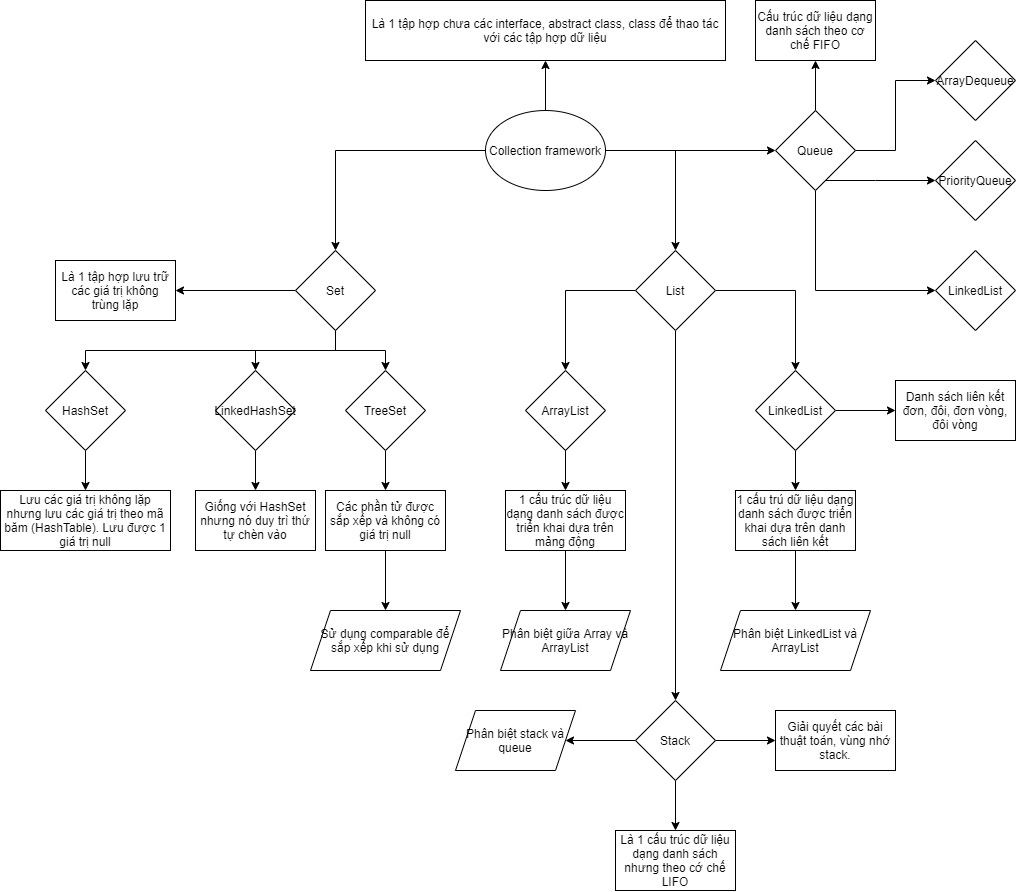 Là 1 tập hợp chưa các interface, abstract class, class để thao tác
với các tập hợp dữ liệu
Cấu trúc dữ liệu dạng
danh sách theo cơ
chế FIFO
ArrayDequeue
Collection framework
Queue
PriorityQueue
Là 1 tập hợp lưu trữ
các giá trị không
trùng lặp
Set
List
LinkedList
HashSet
LinkedHashSet
TreeSet
ArrayList
LinkedList
Danh sách liên kết
đơn, đôi, đơn vòng,
đôi vòng
Lưu các giá trị không lặp
nhưng lưu các giá trị theo mã
băm (HashTable). Lưu được 1
giá trị null
Giống với HashSet
nhưng nó duy trì thứ
tự chèn vào
Các phần tử được
sắp xếp và không có
giá trị null
1 cấu trúc dữ liệu
dạng danh sách được
triển khai dựa trên
mảng động
1 cấu trú dữ liệu dạng
danh sách được triển
khai dựa trên danh
sách liên kết
Sử dụng comparable để
sắp xếp khi sử dụng
Phân biệt giữa Array và
ArrayList
Phân biệt LinkedList và
ArrayList
Phân biệt stack và
queue
Stack
Giải quyết các bài
thuật toán, vùng nhớ
stack.
Là 1 cấu trúc dữ liệu
dạng danh sách
nhưng theo cớ chế
LIFO